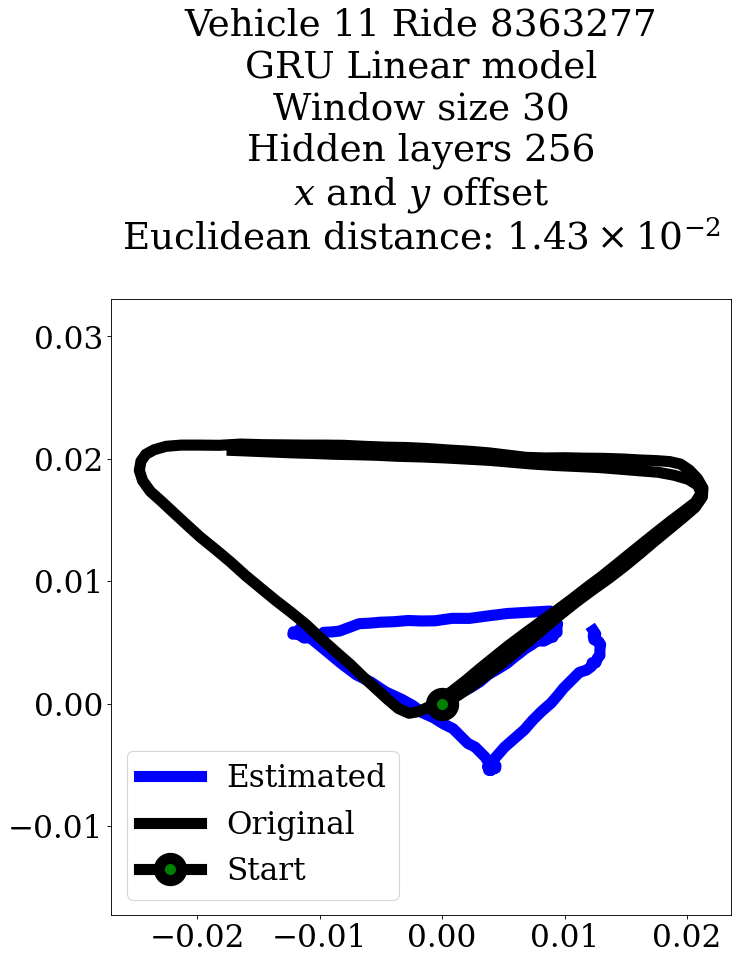 Vehicle 11 Ride 8363277
GRU Linear model
Window size 30
Hidden layers 256
x and y offset
Euclidean distance: 1.43 × 10⁻²
0.03
0.02
0.01
0.00
−0.01
Estimated
Original
Start
−0.02 −0.01 0.00 0.01 0.02